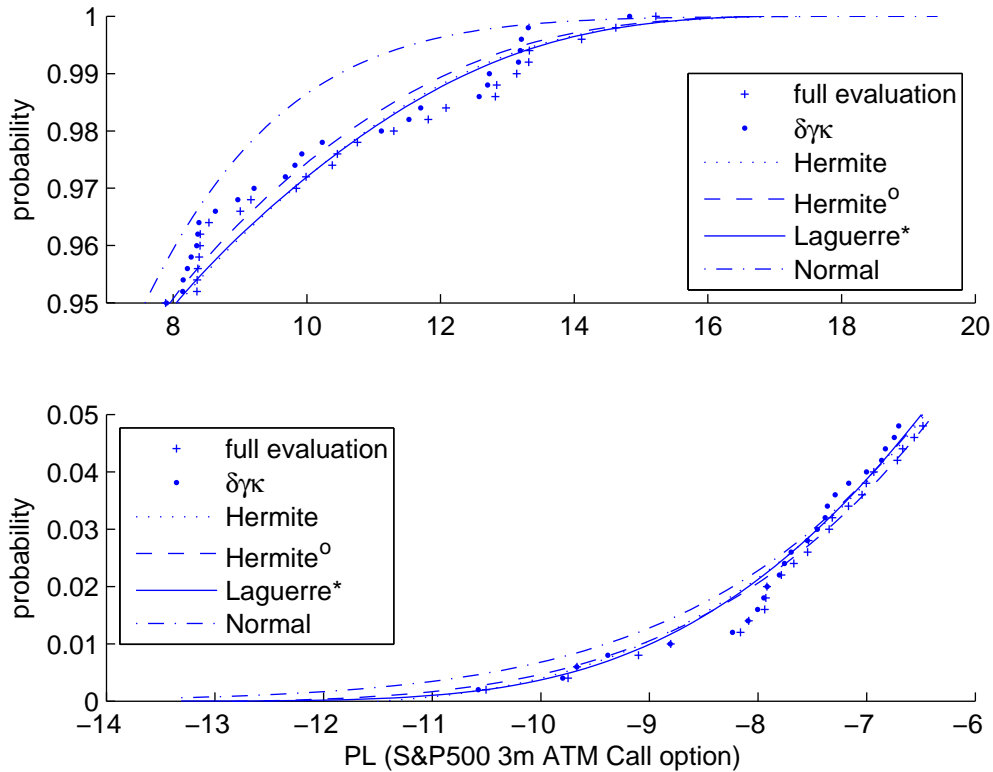 1
0.99
0.98
0.97
0.96
0.95
probability
full evaluation
δγκ
Hermite
Hermite°
Laguerre*
Normal
8 10 12 14 16 18 20
0.05
0.04
0.03
0.02
0.01
0
probability
full evaluation
δγκ
Hermite
Hermite°
Laguerre*
Normal
−14 −13 −12 −11 −10 −9 −8 −7 −6
PL (S&P500 3m ATM Call option)